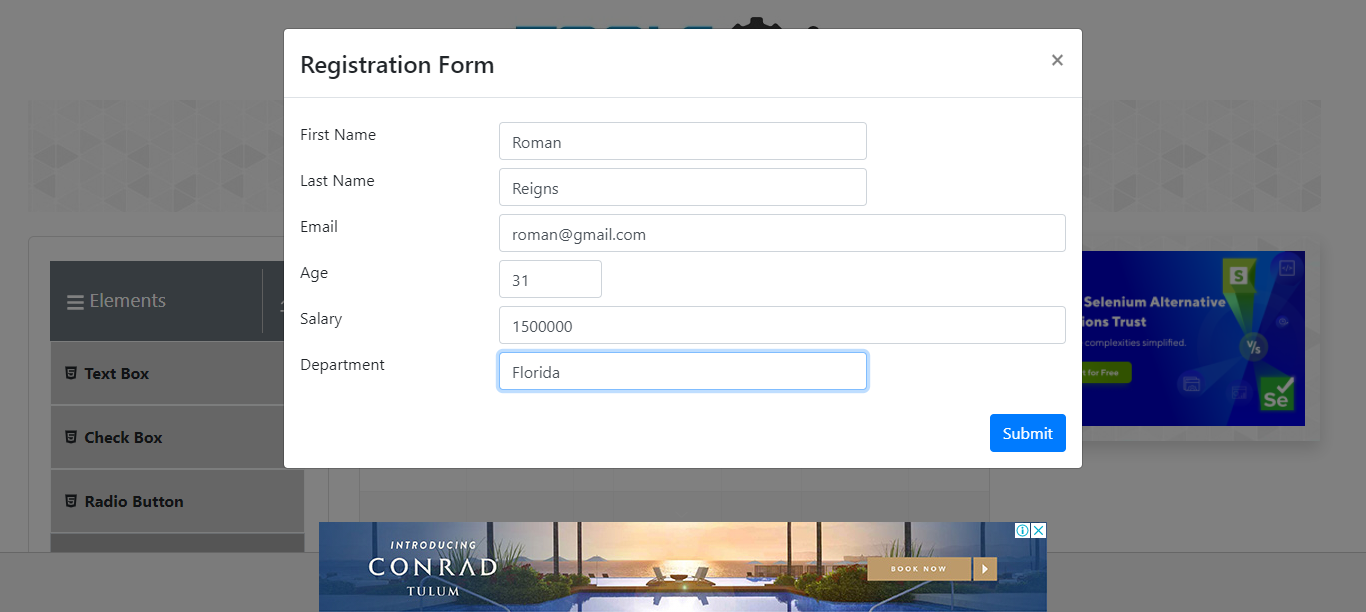 Registration Form
×
First Name
Roman
Last Name
Reigns
Email
roman@gmail.com
Age
31
Salary
1500000
Department
Florida
Submit
Elements
Text Box
Check Box
Radio Button
S
Selenium Alternative
ions Trust
complexities simplified.
V/s
t for Free
Se
INTRODUCING
CONRAD
TULUM
BOOK NOW